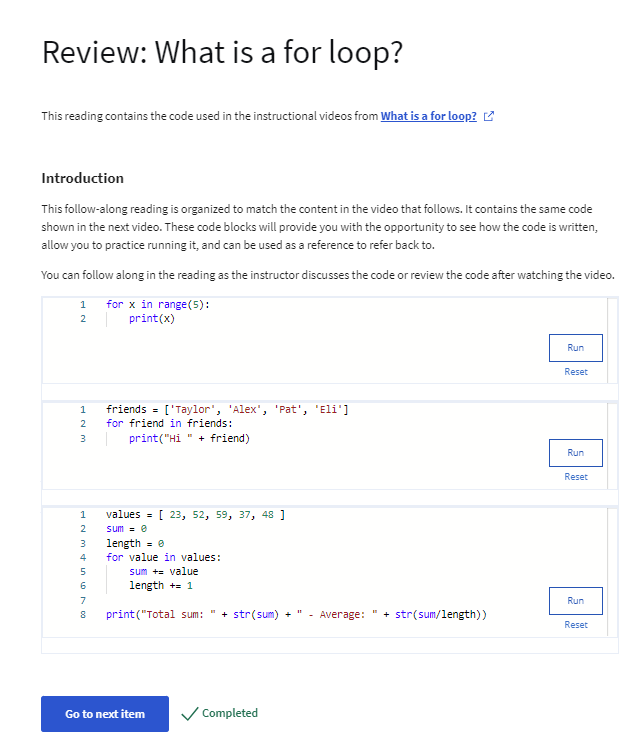 Review: What is a for loop?
This reading contains the code used in the instructional videos from What is a for loop?
Introduction
This follow-along reading is organized to match the content in the video that follows. It contains the same code
shown in the next video. These code blocks will provide you with the opportunity to see how the code is written,
allow you to practice running it, and can be used as a reference to refer back to.
You can follow along in the reading as the instructor discusses the code or review the code after watching the video.
1 for x in range(5):
2 print(x)
Run
Reset
1 friends = ['Taylor', 'Alex', 'Pat', 'Eli']
2 for friend in friends:
3 print("Hi " + friend)
Run
Reset
1 values = [ 23, 52, 59, 37, 48 ]
2 sum = 0
3 length = 0
4 for value in values:
5 sum += value
6 length += 1
7
8 print("Total sum: " + str(sum) + " - Average: " + str(sum/length))
Run
Reset
Go to next item
Completed